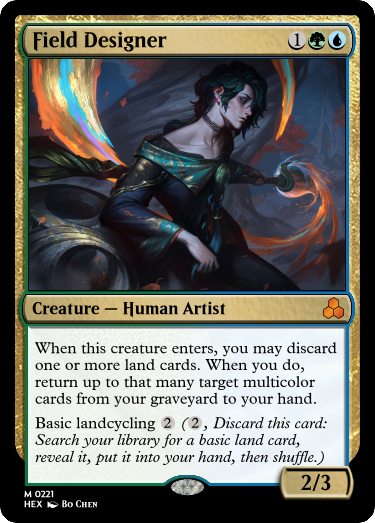 Field Designer 1
Creature — Human Artist
When this creature enters, you may discard
one or more land cards. When you do,
return up to that many target multicolor
cards from your graveyard to your hand.
Basic landcycling 2 (2, Discard this card:
Search your library for a basic land card,
reveal it, put it into your hand, then shuffle.)
2/3
M 0221
HEX Bo Chen